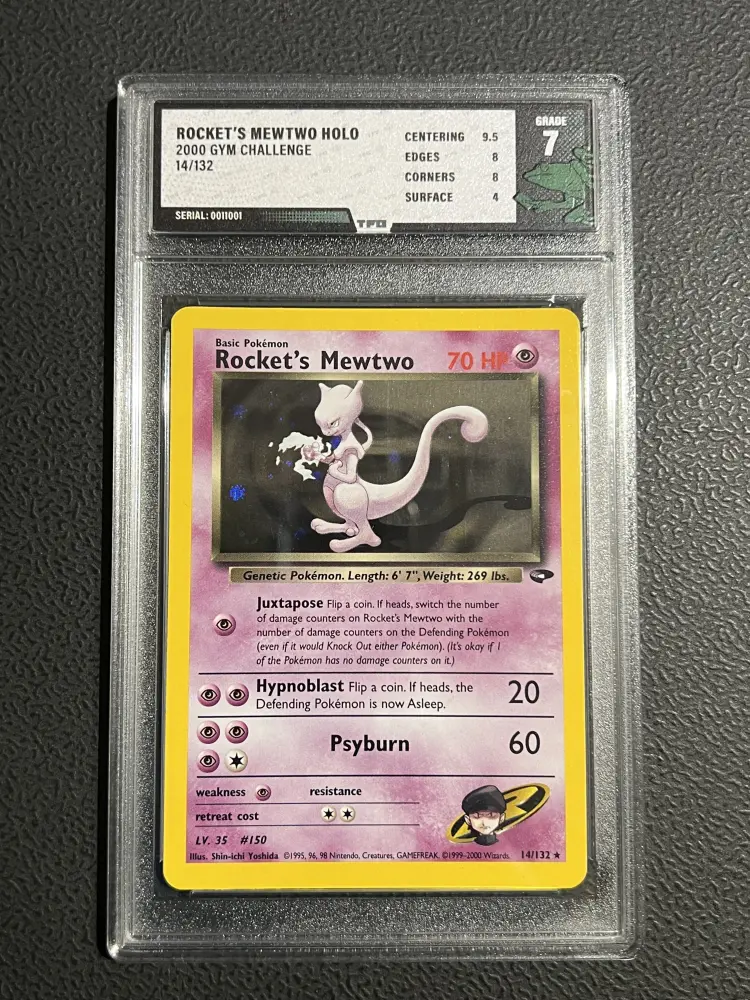 ROCKET'S MEWTWO HOLO
2000 GYM CHALLENGE
14/132
SERIAL: 0011001
CENTERING 9.5
EDGES 8
CORNERS 8
SURFACE 4
GRADE
7
TFG
Basic Pokémon
Rocket's Mewtwo 70 HP
Genetic Pokémon. Length: 6' 7", Weight: 269 lbs.
Juxtapose Flip a coin. If heads, switch the number
of damage counters on Rocket's Mewtwo with the
number of damage counters on the Defending Pokémon
(even if it would Knock Out either Pokémon). (It's okay if 1
of the Pokémon has no damage counters on it.)
Hypnoblast Flip a coin. If heads, the
Defending Pokémon is now Asleep.
20
Psyburn 60
weakness resistance
retreat cost
LV. 35 #150
Illus. Shin-ichi Yoshida ©1995, 96, 98 Nintendo, Creatures, GAMEFREAK. ©1999-2000 Wizards. 14/132 ★